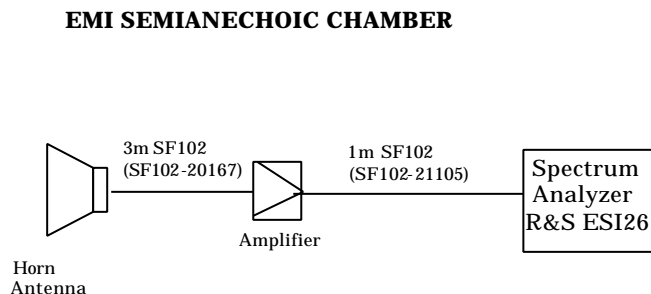 EMI SEMIANECHOIC CHAMBER
3m SF102
(SF102-20167)
1m SF102
(SF102-21105)
Spectrum
Analyzer
R&S ESI26
Amplifier
Horn
Antenna